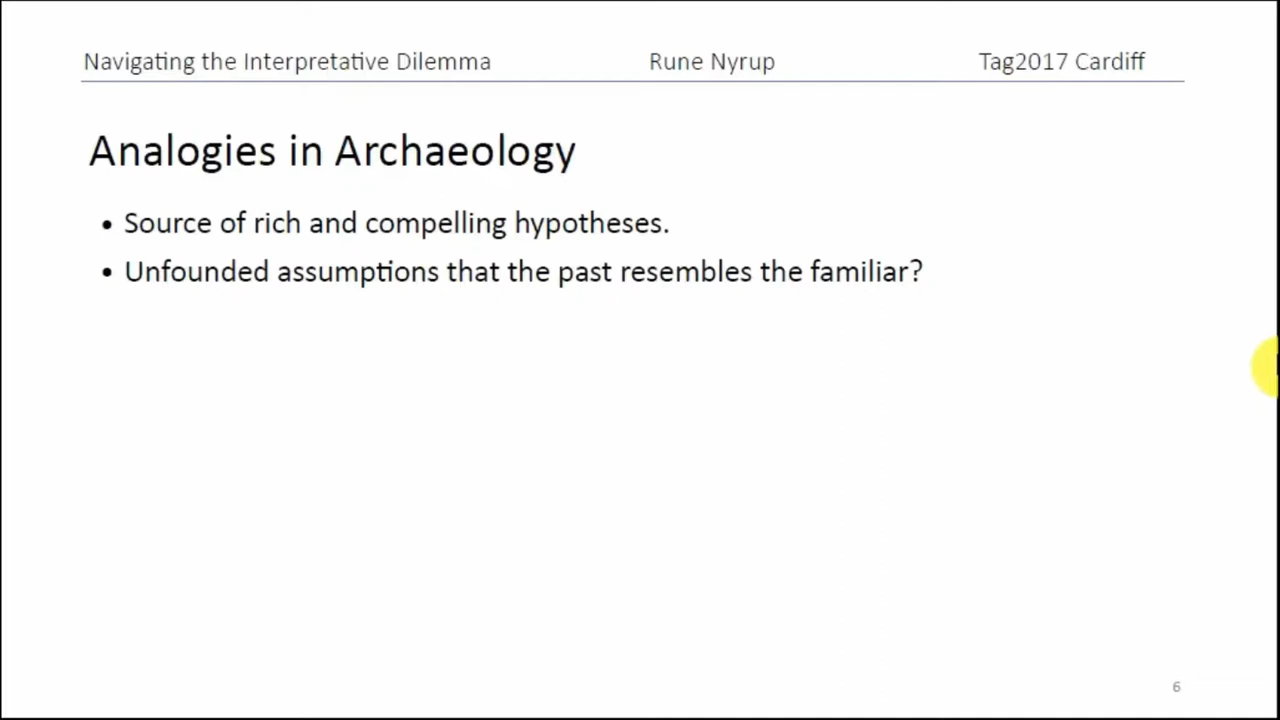 Navigating the Interpretative Dilemma Rune Nyrup Tag2017 Cardiff
Analogies in Archaeology
• Source of rich and compelling hypotheses.
• Unfounded assumptions that the past resembles the familiar?
6